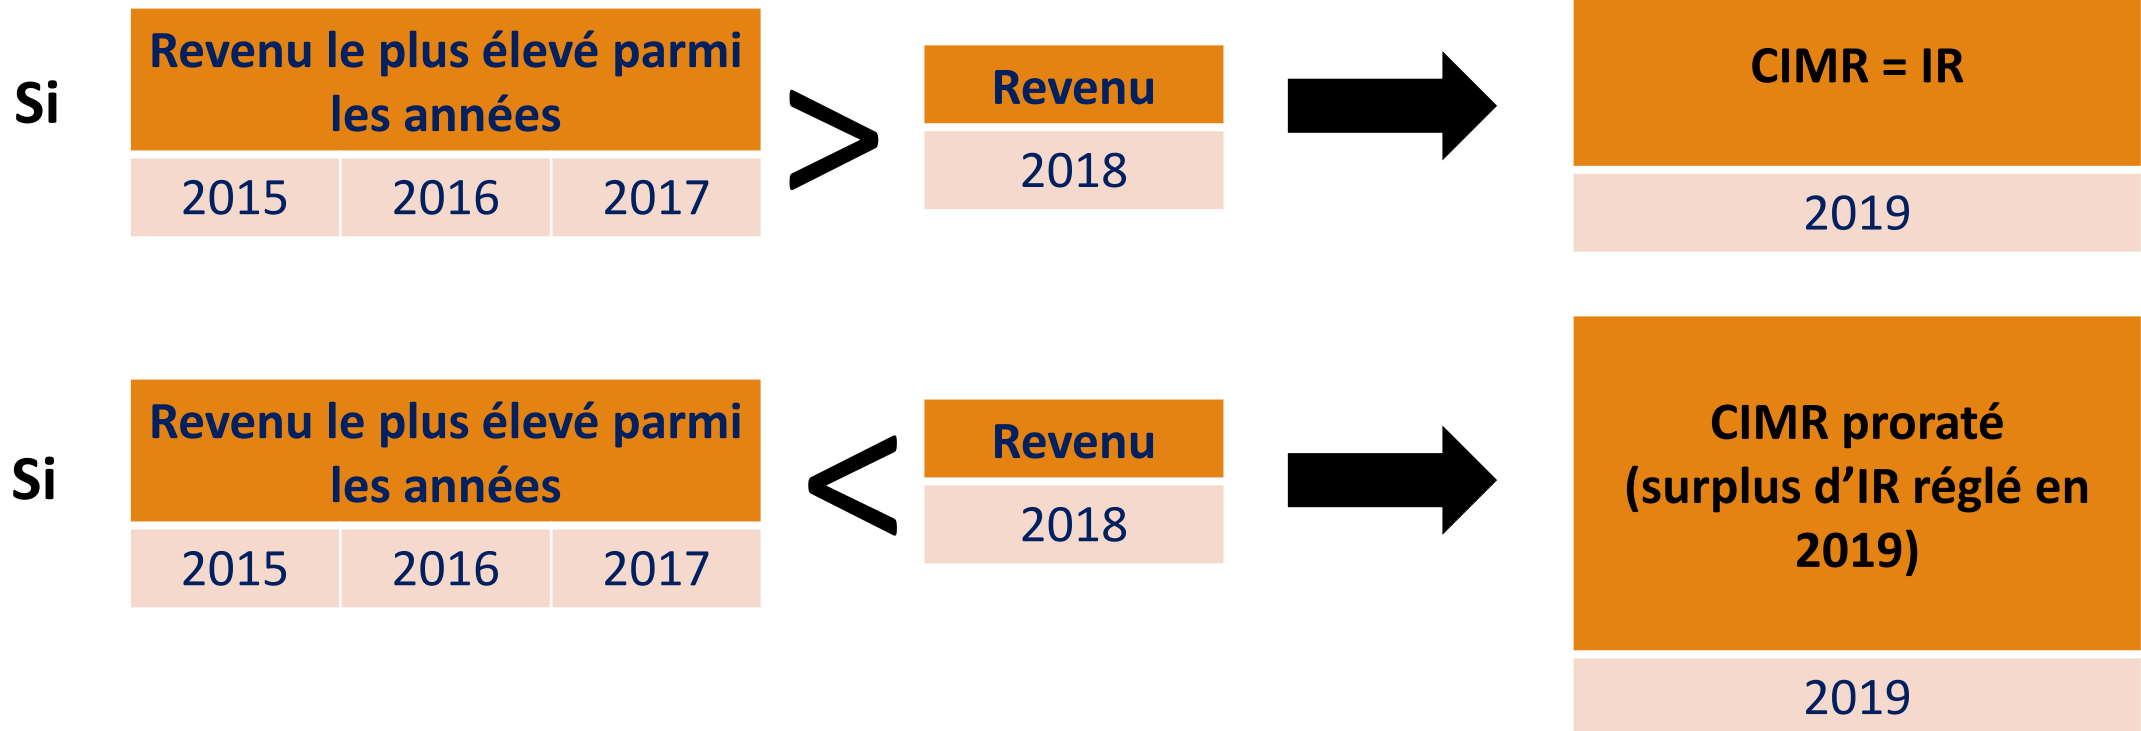 Si
Revenu le plus élevé parmi
les années
2015 2016 2017
>
Revenu
2018
CIMR = IR
2019
Si
Revenu le plus élevé parmi
les années
2015 2016 2017
<
Revenu
2018
CIMR proraté
(surplus d’IR réglé en
2019)
2019